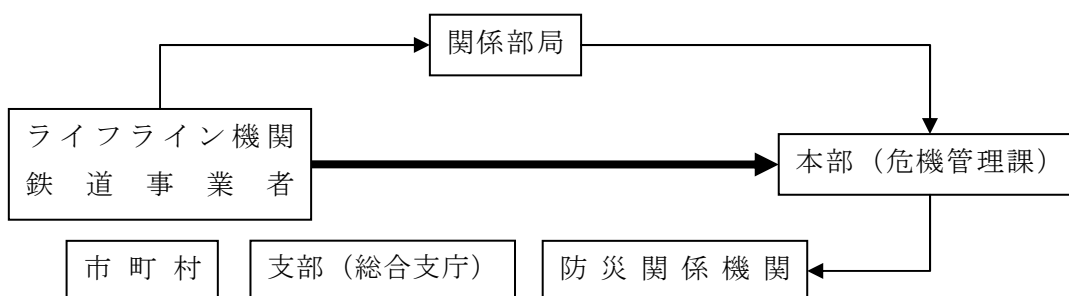 関係部局
ライフライン機関
鉄道事業者
本部（危機管理課）
市町村
支部（総合支庁）
防災関係機関